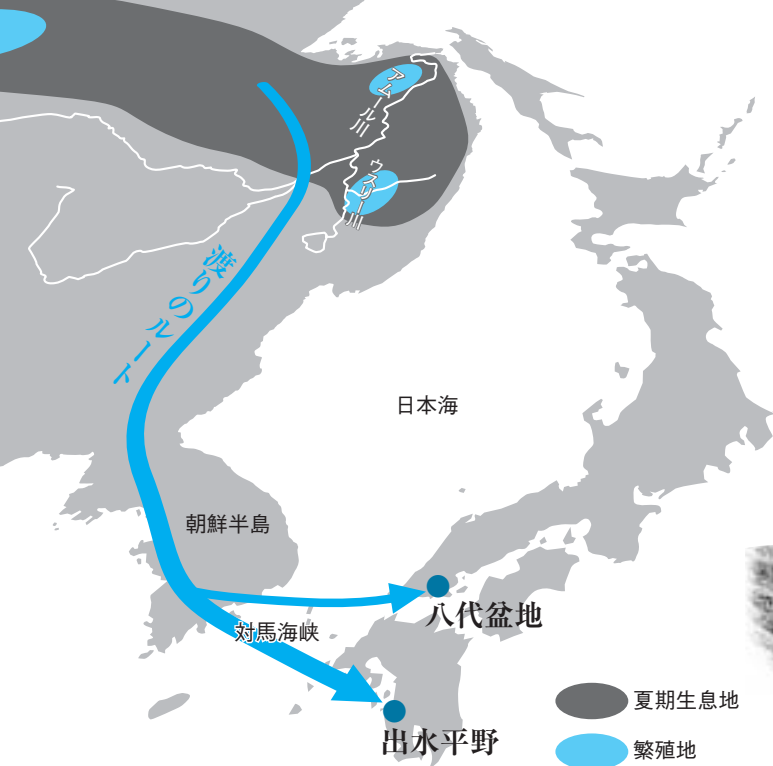 アムール川
ウスリー川
渡りのルート
日本海
朝鮮半島
八代盆地
対馬海峡
出水平野
夏期生息地
繁殖地